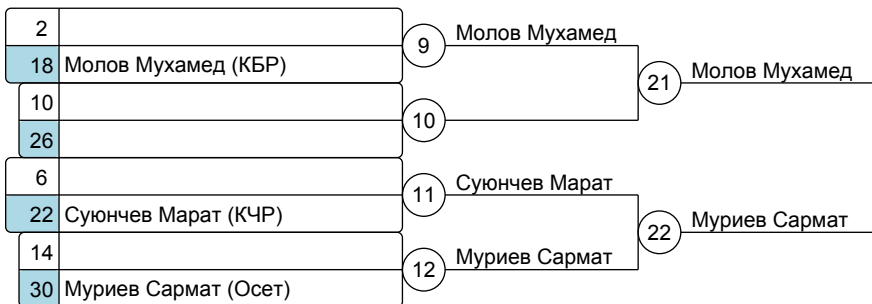 2
9
Молов Мухамед
18 Молов Мухамед (КБР)
21
Молов Мухамед
10
10
26
6
11
Суюнчев Марат
22 Суюнчев Марат (КЧР)
22
Муриев Сармат
14
12
Муриев Сармат
30 Муриев Сармат (Осет)